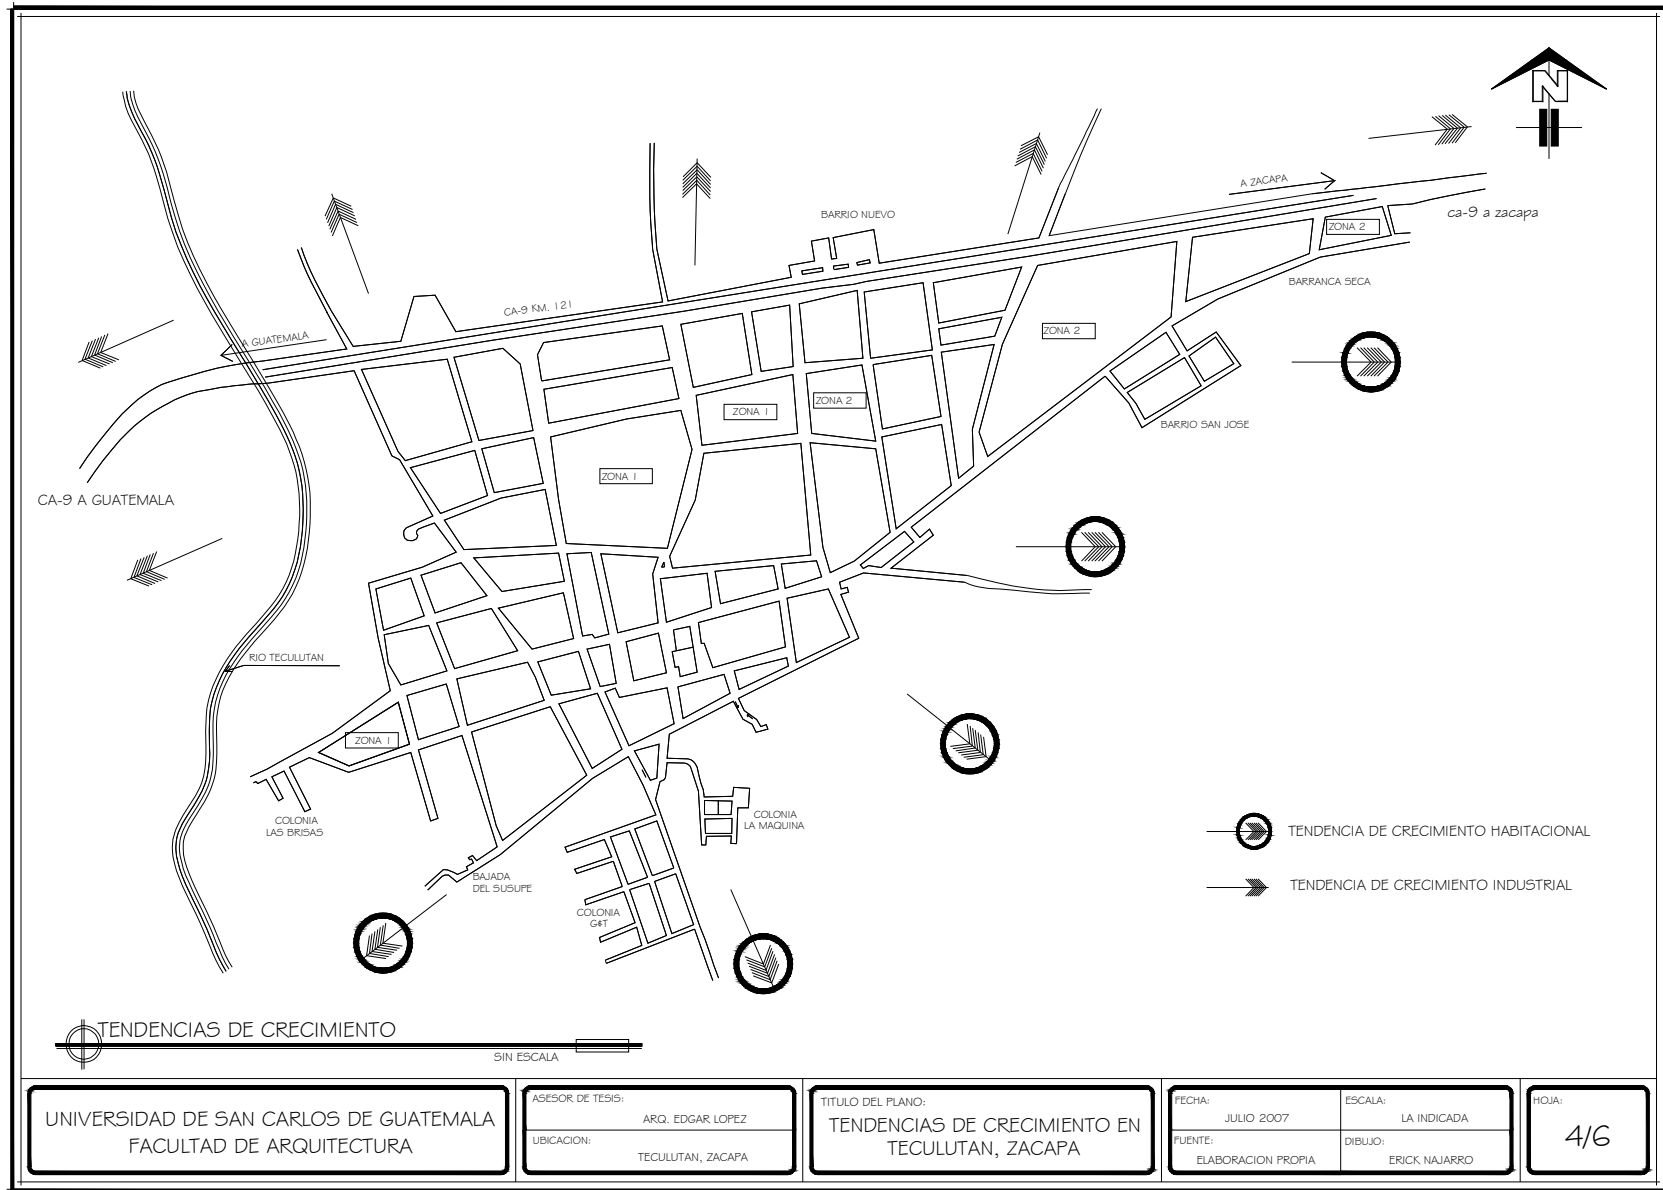 N
A ZACAPA
ca-9 a zacapa
BARRIO NUEVO
ZONA 2
BARRANCA SECA
CA-9 KM. 121
A GUATEMALA
ZONA 2
ZONA 2
ZONA 1
BARRIO SAN JOSE
ZONA 1
CA-9 A GUATEMALA
RIO TECULUTAN
ZONA 1
COLONIA
LAS BRISAS
COLONIA
LA MAQUINA
BAJADA
DEL SUSUPE
COLONIA
G&T
TENDENCIA DE CRECIMIENTO HABITACIONAL
TENDENCIA DE CRECIMIENTO INDUSTRIAL
TENDENCIAS DE CRECIMIENTO
SIN ESCALA
UNIVERSIDAD DE SAN CARLOS DE GUATEMALA
FACULTAD DE ARQUITECTURA
ASESOR DE TESIS:
ARQ. EDGAR LOPEZ
UBICACION:
TECULUTAN, ZACAPA
TITULO DEL PLANO:
TENDENCIAS DE CRECIMIENTO EN
TECULUTAN, ZACAPA
FECHA:
JULIO 2007
ESCALA:
LA INDICADA
FUENTE:
ELABORACION PROPIA
DIBUJO:
ERICK NAJARRO
HOJA:
4/6